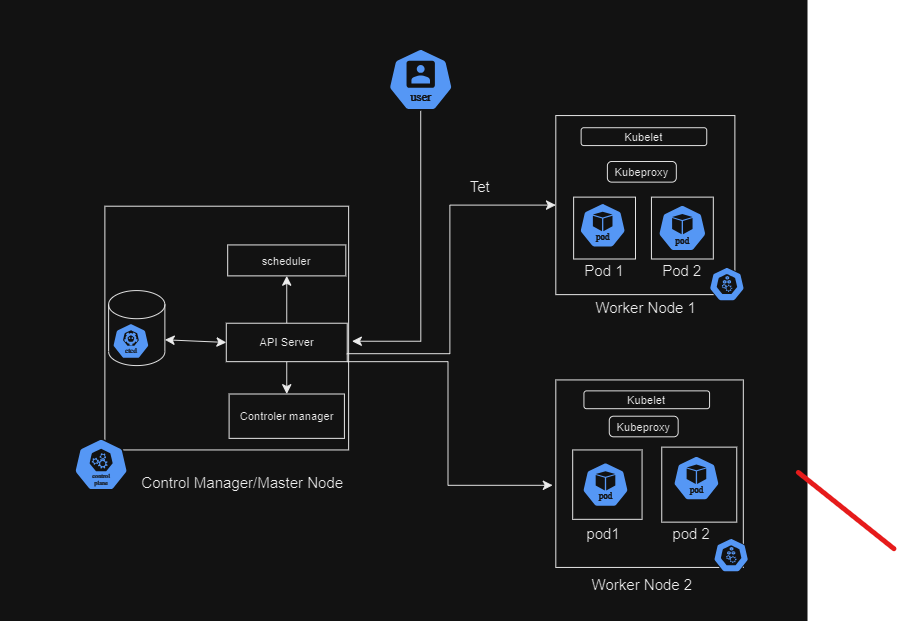 user
Tet
Kubelet
Kubeproxy
pod
pod
Pod 1
Pod 2
Worker Node 1
scheduler
API Server
etcd
Controler manager
control
plane
Control Manager/Master Node
Kubelet
Kubeproxy
pod
pod
pod1
pod 2
Worker Node 2